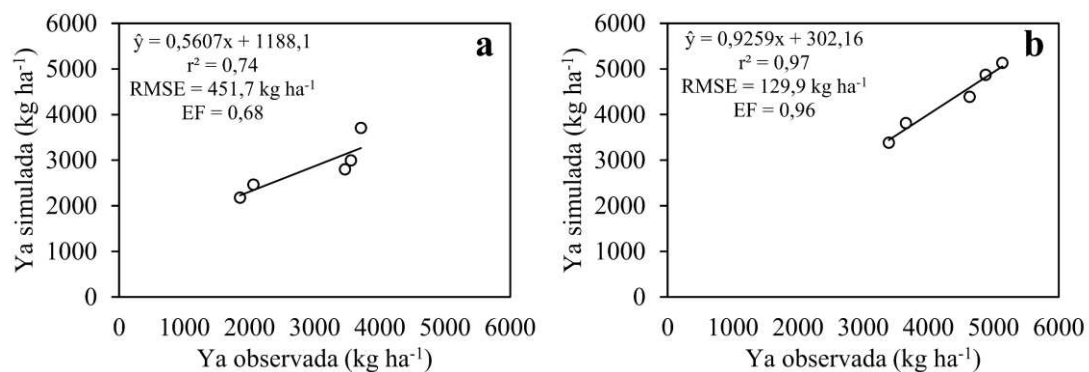 a
ŷ = 0,5607x + 1188,1
r² = 0,74
RMSE = 451,7 kg ha⁻¹
EF = 0,68
Ya simulada (kg ha⁻¹)
6000
5000
4000
3000
2000
1000
0
0 1000 2000 3000 4000 5000 6000
Ya observada (kg ha⁻¹)
b
ŷ = 0,9259x + 302,16
r² = 0,97
RMSE = 129,9 kg ha⁻¹
EF = 0,96
Ya simulada (kg ha⁻¹)
6000
5000
4000
3000
2000
1000
0
0 1000 2000 3000 4000 5000 6000
Ya observada (kg ha⁻¹)